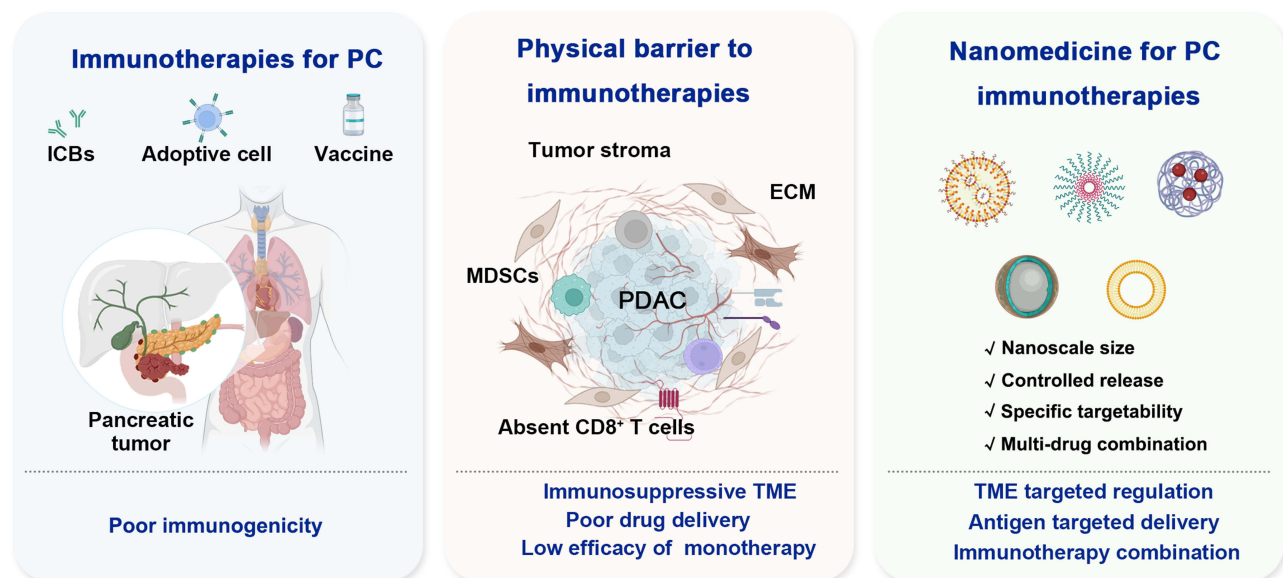 Immunotherapies for PC
ICBs
Adoptive cell
Vaccine
Pancreatic
tumor
Poor immunogenicity
Physical barrier to
immunotherapies
Tumor stroma
ECM
MDSCs
PDAC
Absent CD8⁺ T cells
Immunosuppressive TME
Poor drug delivery
Low efficacy of monotherapy
Nanomedicine for PC
immunotherapies
√ Nanoscale size
√ Controlled release
√ Specific targetability
√ Multi-drug combination
TME targeted regulation
Antigen targeted delivery
Immunotherapy combination